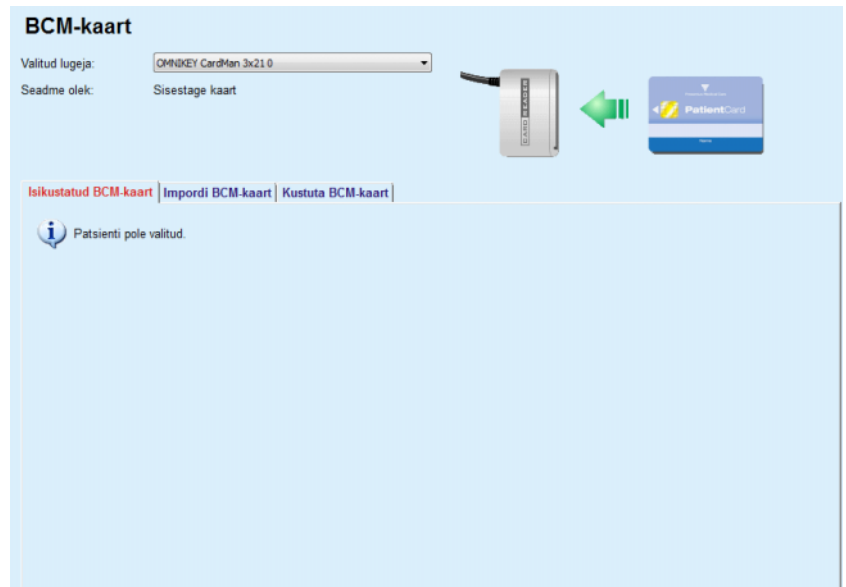 BCM-kaart
Valitud lugeja: OMNIKEY CardMan 3x21 0
Seadme olek: Sisestage kaart
CARD READER
PatientCard
Name
Isikustatud BCM-kaart Impordi BCM-kaart Kustuta BCM-kaart
Patsienti pole valitud.